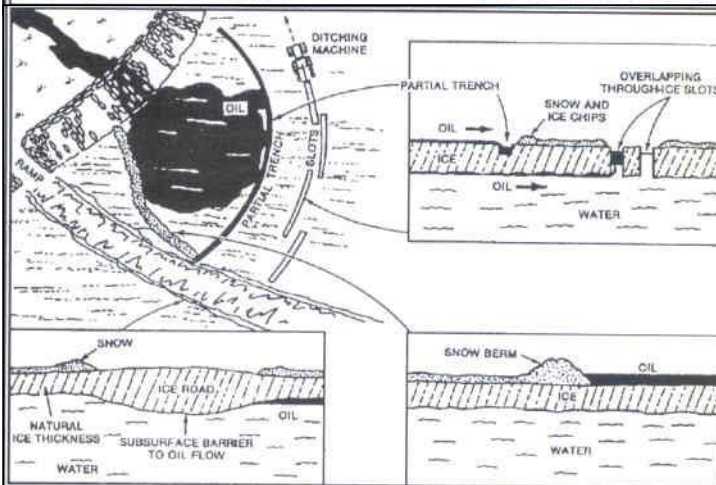 DITCHING
MACHINE
OIL
PARTIAL TRENCH
SLOTS
RAMP
PARTIAL TRENCH
SNOW AND
ICE CHIPS
OVERLAPPING
THROUGH-ICE SLOTS
OIL
ICE
OIL
WATER
SNOW
ICE ROAD
NATURAL
ICE THICKNESS
OIL
SUBSURFACE BARRIER
TO OIL FLOW
WATER
SNOW BERM
OIL
ICE
WATER